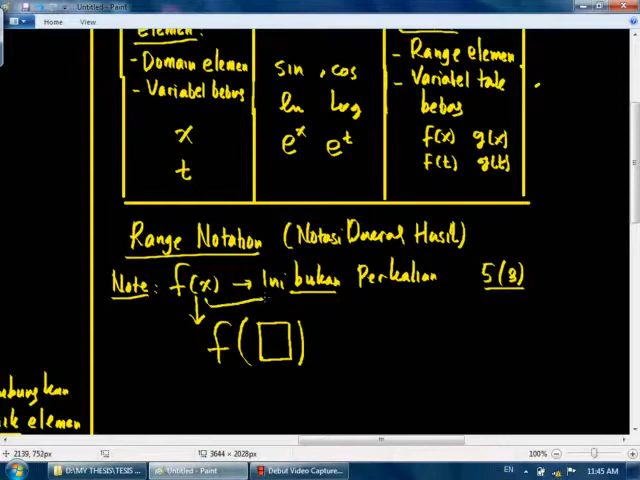 Untitled - Paint
Home View
Elemen:
- Domain elemen
- Variabel bebas
x
t
sin , cos
ln log
e^x e^t
- Range elemen
- Variabel tak
bebas
f(x) g(x)
f(t) g(t)
Range Notation (Notasi Daerah Hasil)
Note: f(x) → Ini bukan Perkalian 5(3)
f(□)
elemen
2139, 752px 3644 × 2028px 100%
D:\MY THESIS\TESIS ... Untitled - Paint Debut Video Capture... EN 11:45 AM